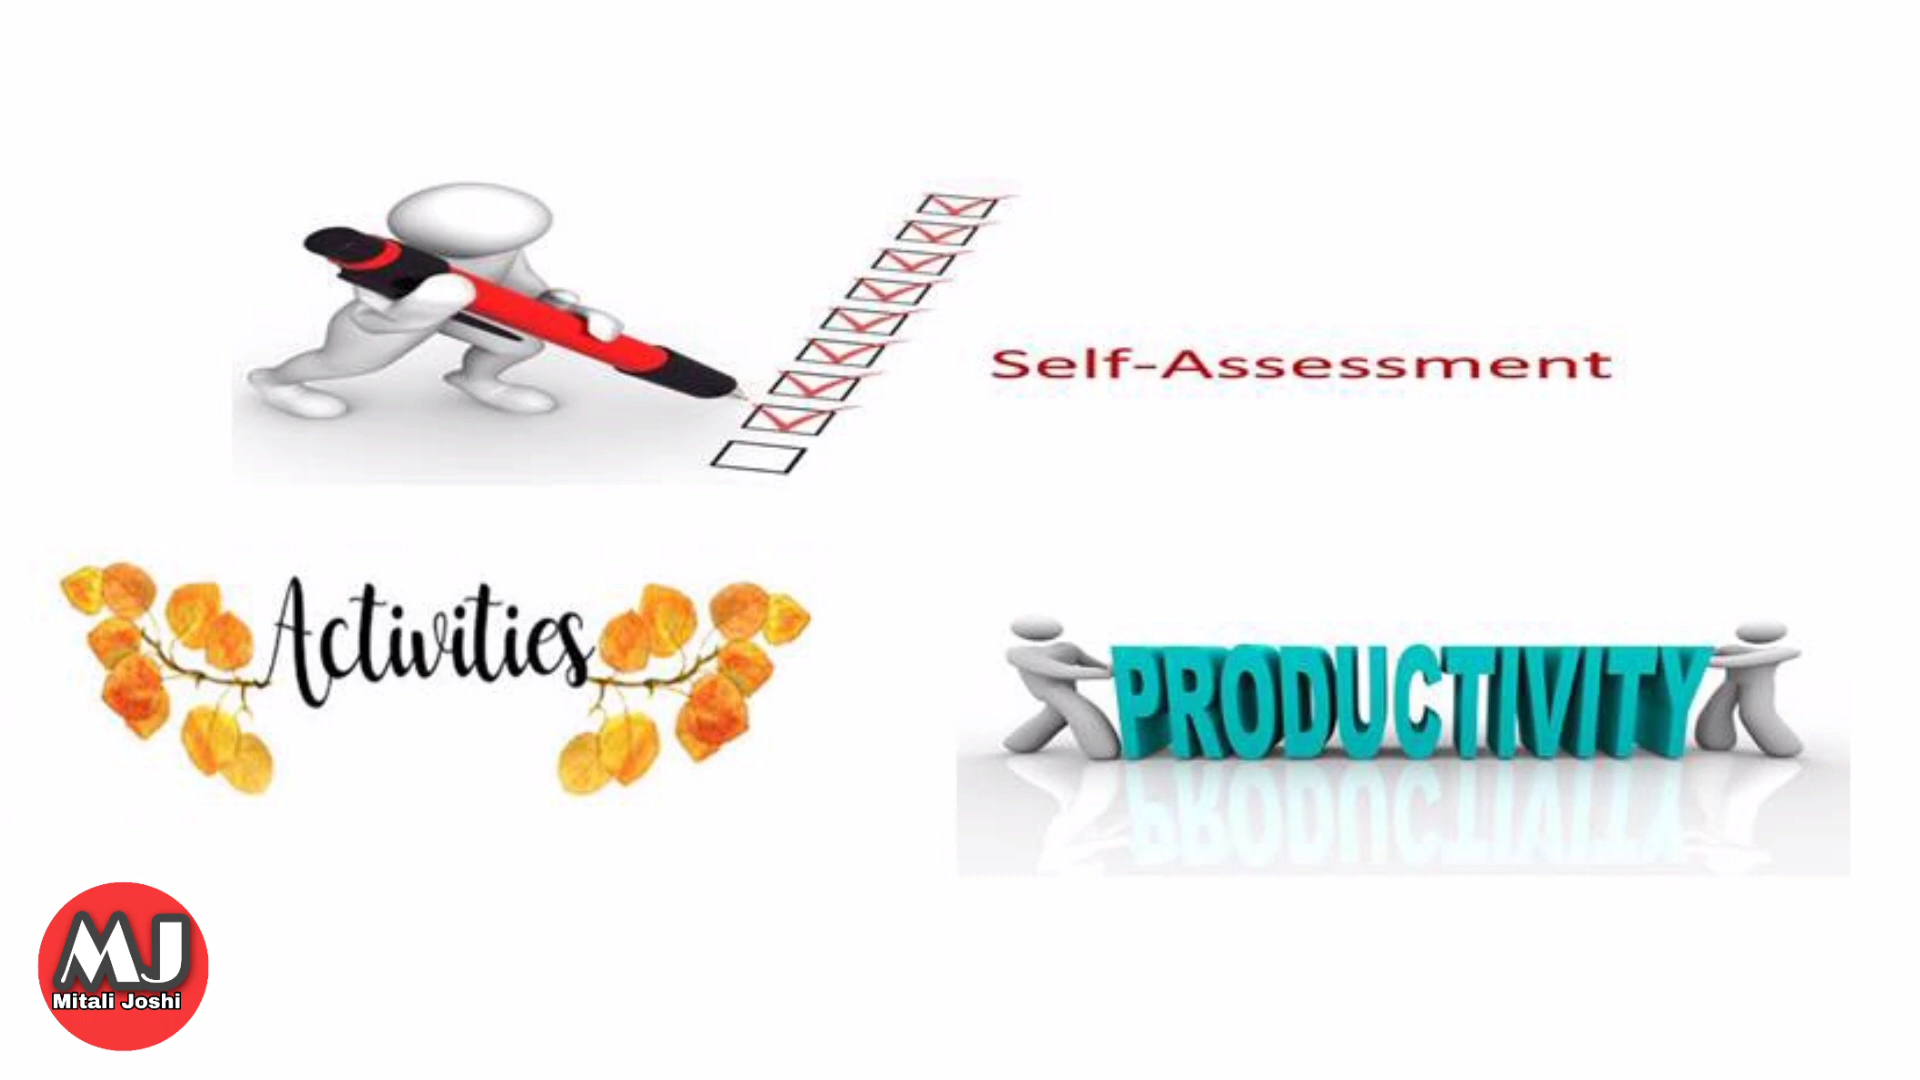 Self-Assessment
Activities
PRODUCTIVITY
MJ
Mitali Joshi